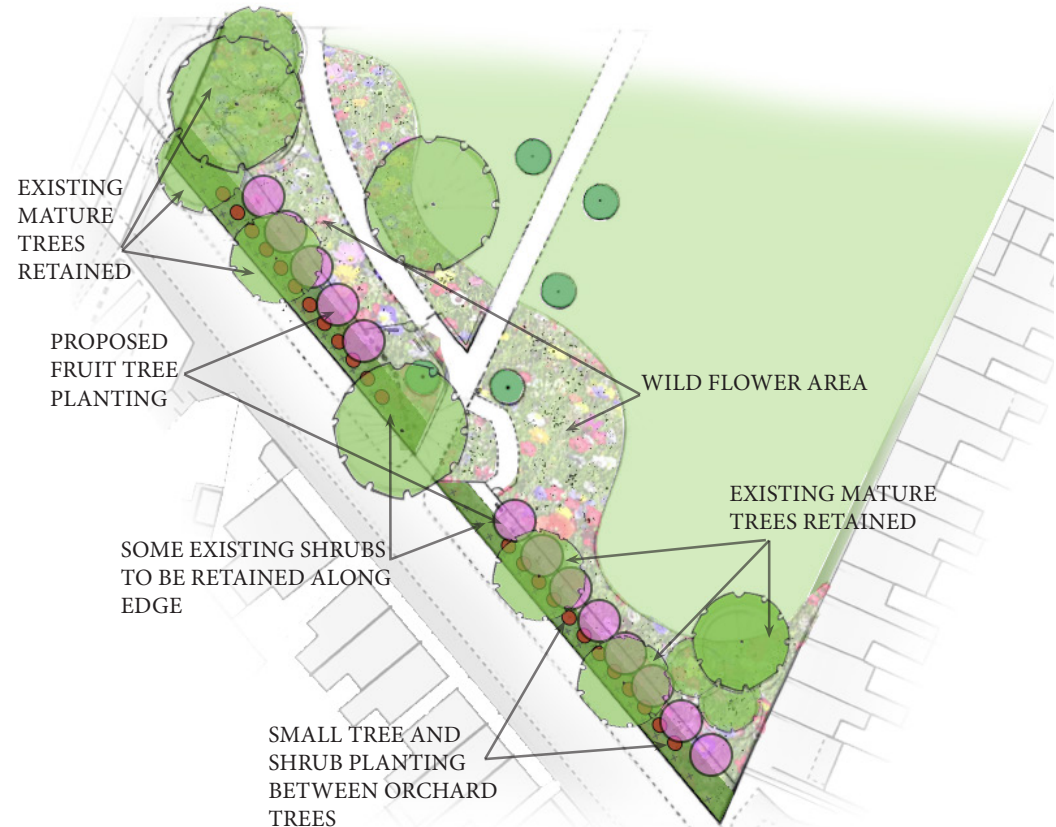 EXISTING
MATURE
TREES
RETAINED
PROPOSED
FRUIT TREE
PLANTING
WILD FLOWER AREA
EXISTING MATURE
TREES RETAINED
SOME EXISTING SHRUBS
TO BE RETAINED ALONG
EDGE
SMALL TREE AND
SHRUB PLANTING
BETWEEN ORCHARD
TREES